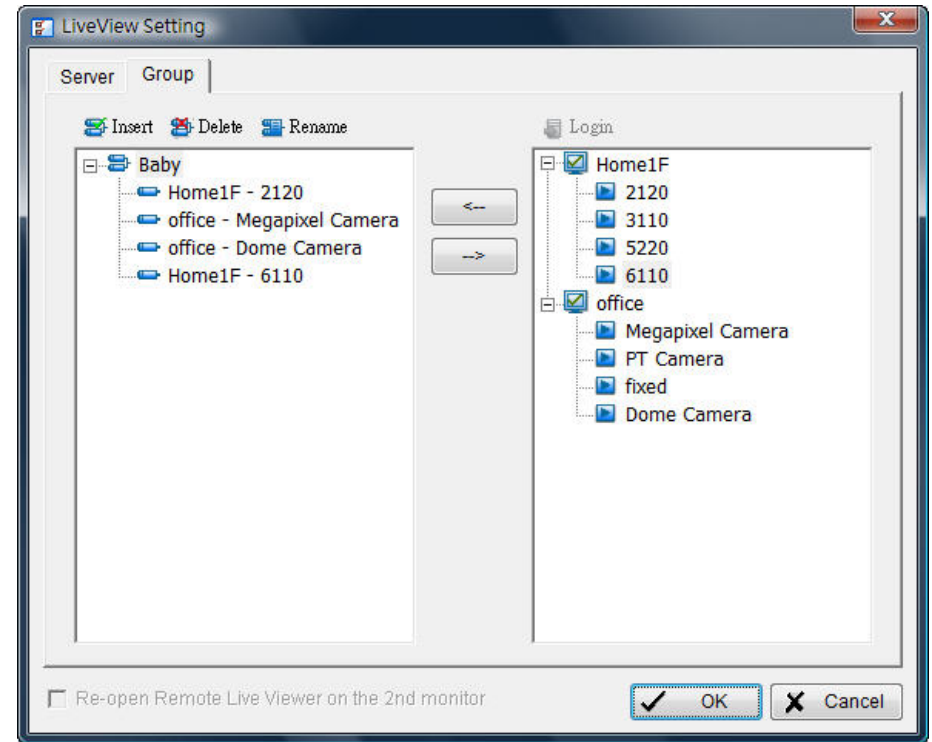 LiveView Setting
Server Group
Insert Delete Rename
Login
Baby
Home1F - 2120
office - Megapixel Camera
office - Dome Camera
Home1F - 6110
<--
-->
Home1F
2120
3110
5220
6110
office
Megapixel Camera
PT Camera
fixed
Dome Camera
Re-open Remote Live Viewer on the 2nd monitor
OK
Cancel